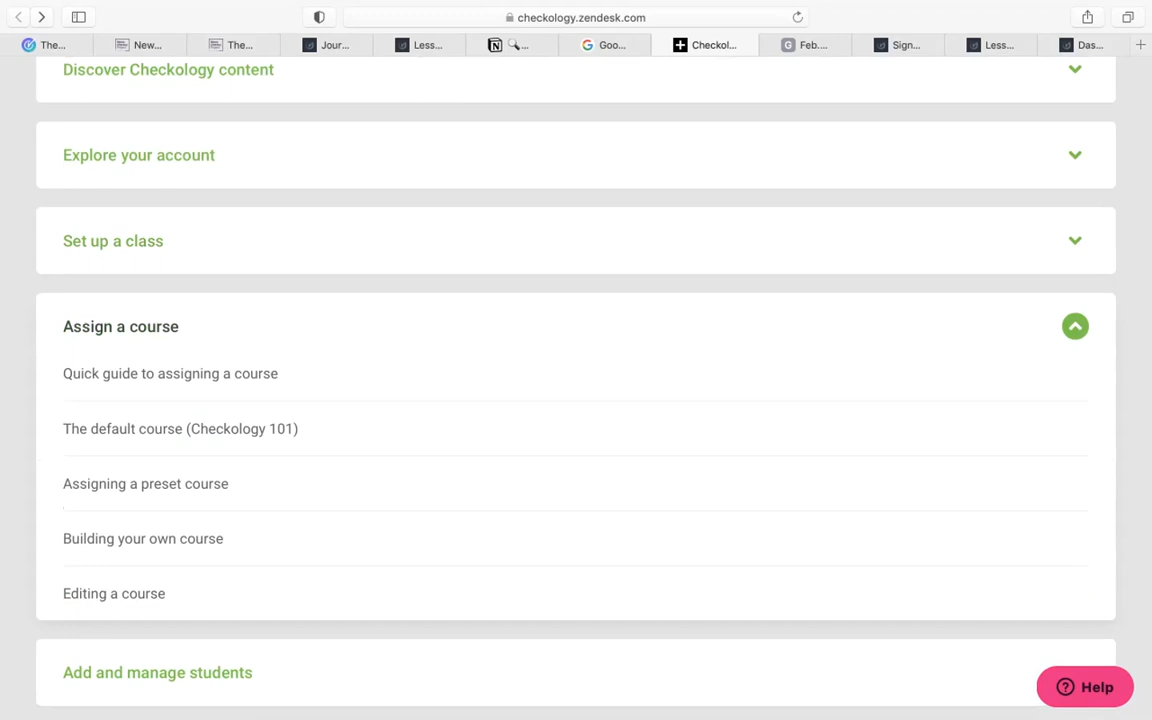 checkology.zendesk.com
The...
New...
The...
Jour...
Less...
...
Goo...
Checkol...
Feb....
Sign...
Less...
Das...
Discover Checkology content
Explore your account
Set up a class
Assign a course
Quick guide to assigning a course
The default course (Checkology 101)
Assigning a preset course
Building your own course
Editing a course
Add and manage students
Help